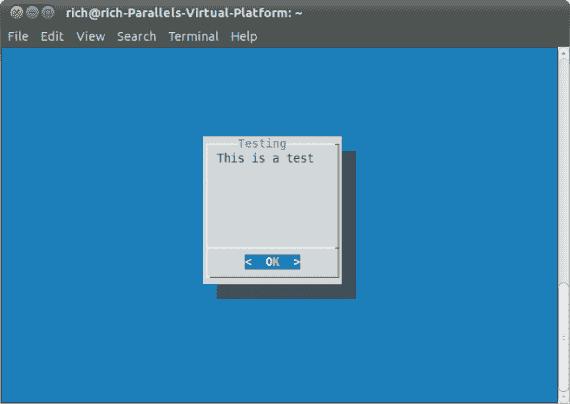 rich@rich-Parallels-Virtual-Platform: ~
File Edit View Search Terminal Help
Testing
This is a test
< OK >